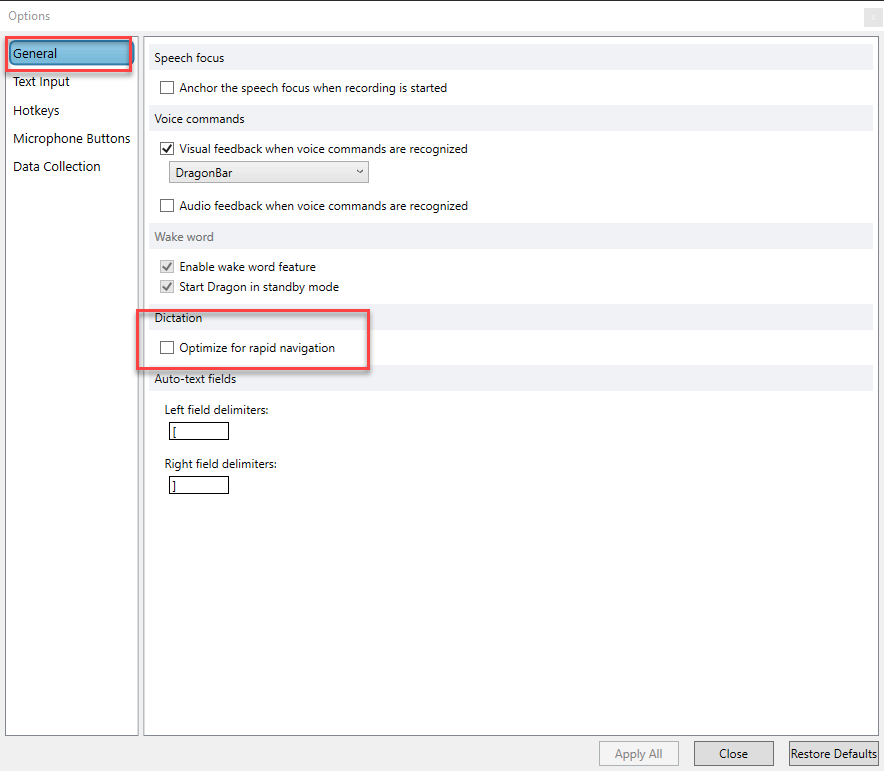 Options
General
Text Input
Hotkeys
Microphone Buttons
Data Collection
Speech focus
Anchor the speech focus when recording is started
Voice commands
Visual feedback when voice commands are recognized
DragonBar
Audio feedback when voice commands are recognized
Wake word
Enable wake word feature
Start Dragon in standby mode
Dictation
Optimize for rapid navigation
Auto-text fields
Left field delimiters:
[
Right field delimiters:
]
Apply All
Close
Restore Defaults